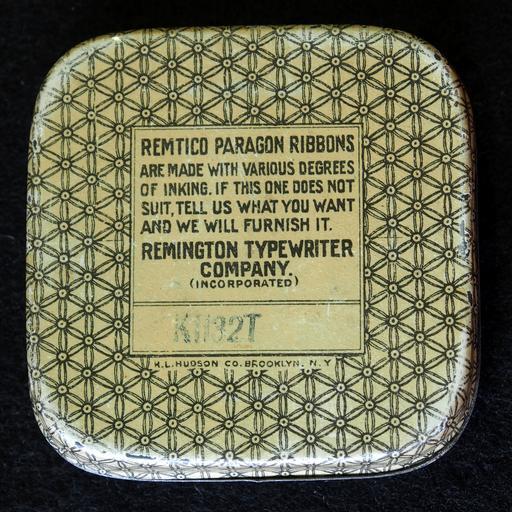 REMTICO PARAGON RIBBONS
ARE MADE WITH VARIOUS DEGREES
OF INKING. IF THIS ONE DOES NOT
SUIT, TELL US WHAT YOU WANT
AND WE WILL FURNISH IT.
REMINGTON TYPEWRITER
COMPANY.
(INCORPORATED)
H.L. HUDSON CO. BROOKLYN, N.Y.